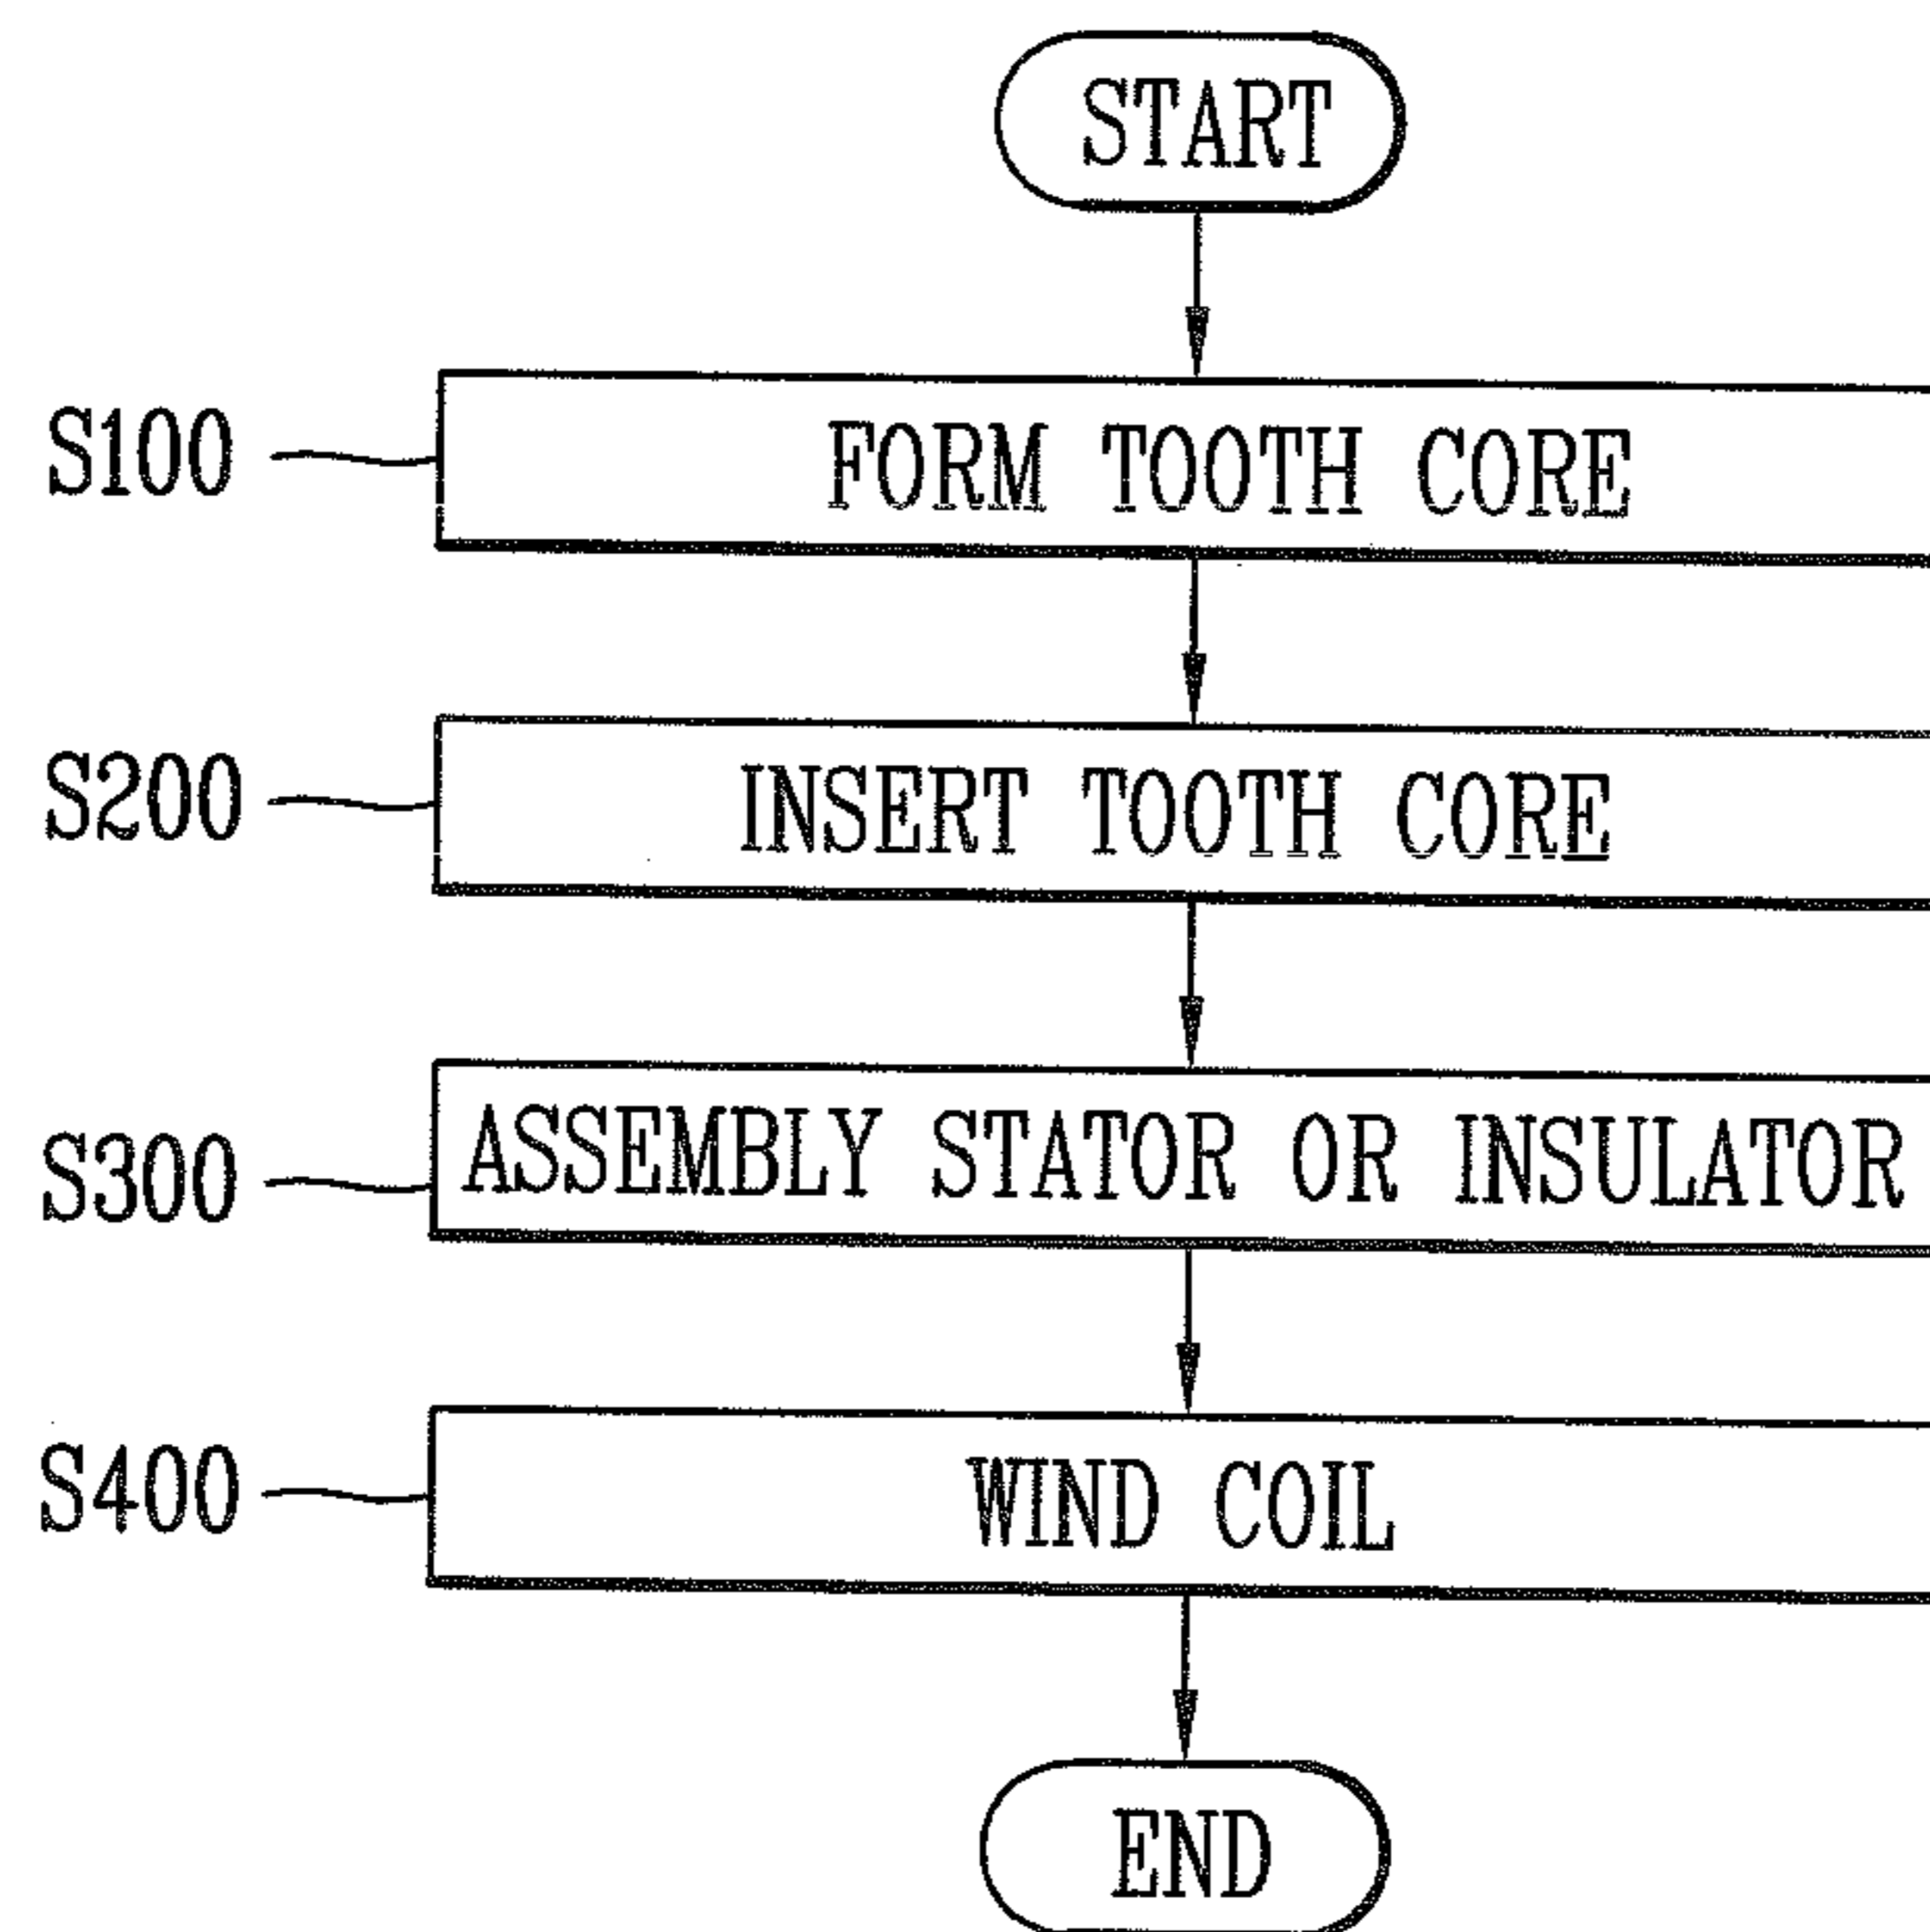 START
S100
FORM TOOTH CORE
S200
INSERT TOOTH CORE
S300
ASSEMBLY STATOR OR INSULATOR
S400
WIND COIL
END